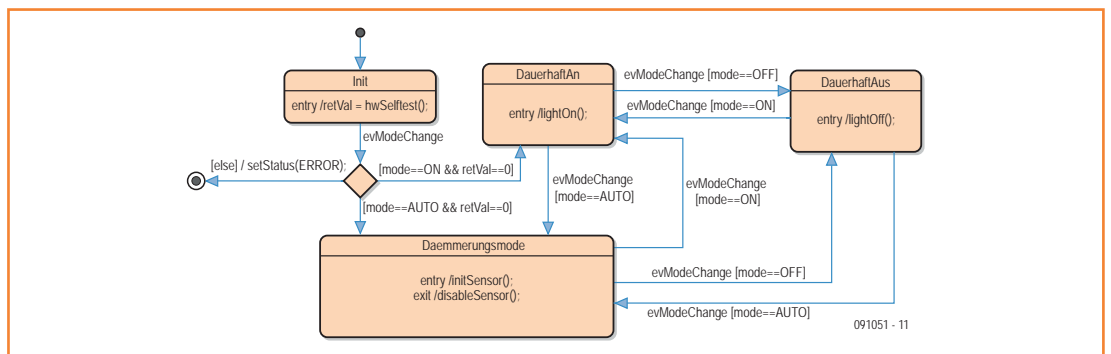 Init
entry /retVal = hwSelftest();
evModeChange
[else] / setStatus(ERROR);
[mode==ON && retVal==0]
[mode==AUTO && retVal==0]
DauerhaftAn
entry /lightOn();
evModeChange [mode==OFF]
evModeChange [mode==ON]
DauerhaftAus
entry /lightOff();
evModeChange
[mode==AUTO]
evModeChange
[mode==ON]
Daemmerungsmode
entry /initSensor();
exit /disableSensor();
evModeChange [mode==OFF]
evModeChange [mode==AUTO]
091051 - 11